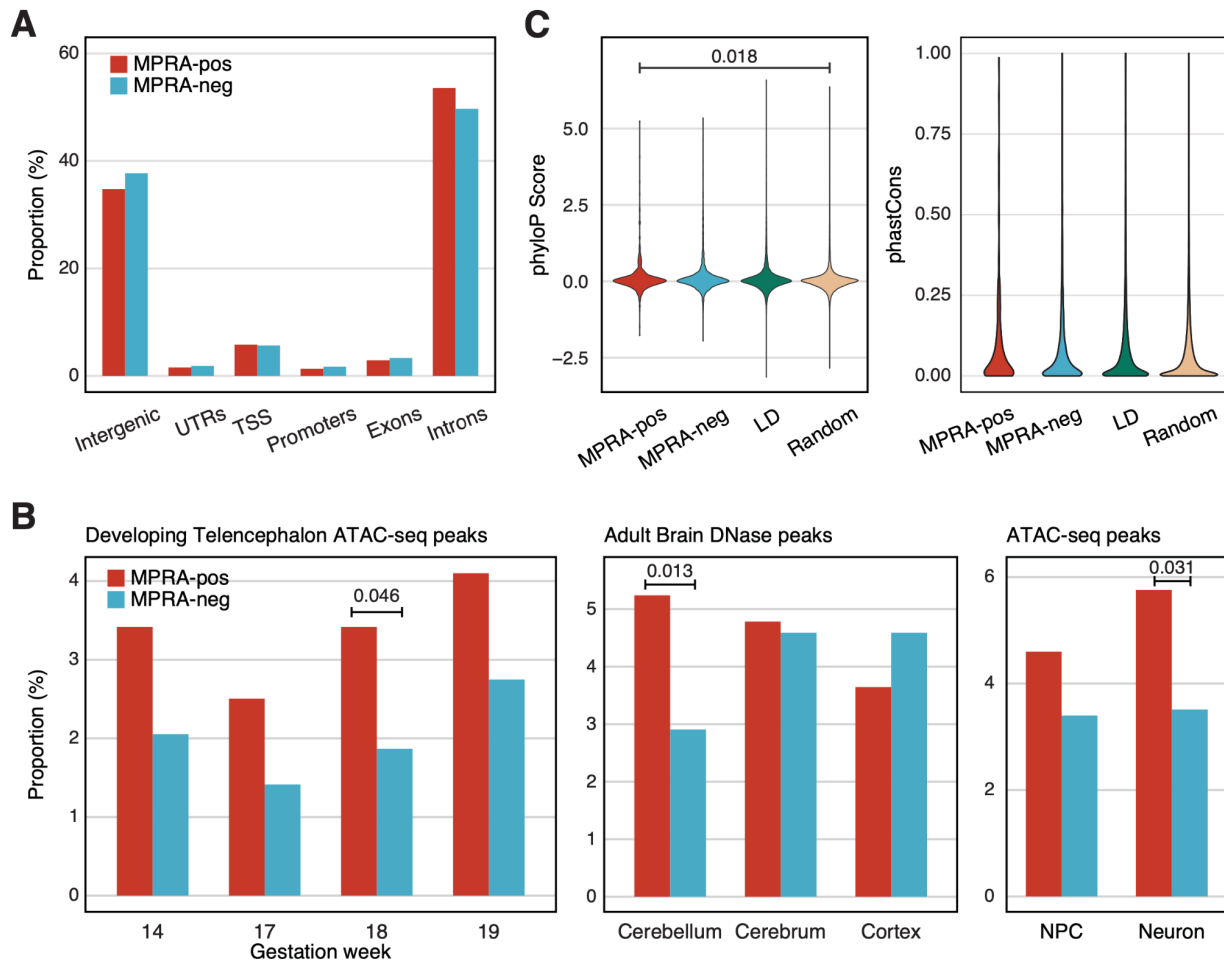 A
60
40
20
0
Proportion (%)
MPRA-pos
MPRA-neg
Intergenic
UTRs
TSS
Promoters
Exons
Introns
C
0.018
5.0
2.5
0.0
−2.5
phyloP Score
MPRA-pos
MPRA-neg
LD
Random
1.00
0.75
0.50
0.25
0.00
phastCons
MPRA-pos
MPRA-neg
LD
Random
B
Developing Telencephalon ATAC-seq peaks
MPRA-pos
MPRA-neg
0.046
4
3
2
1
0
Proportion (%)
14
17
18
19
Gestation week
Adult Brain DNase peaks
0.013
5
4
3
2
1
0
Cerebellum
Cerebrum
Cortex
ATAC-seq peaks
0.031
6
4
2
0
NPC
Neuron